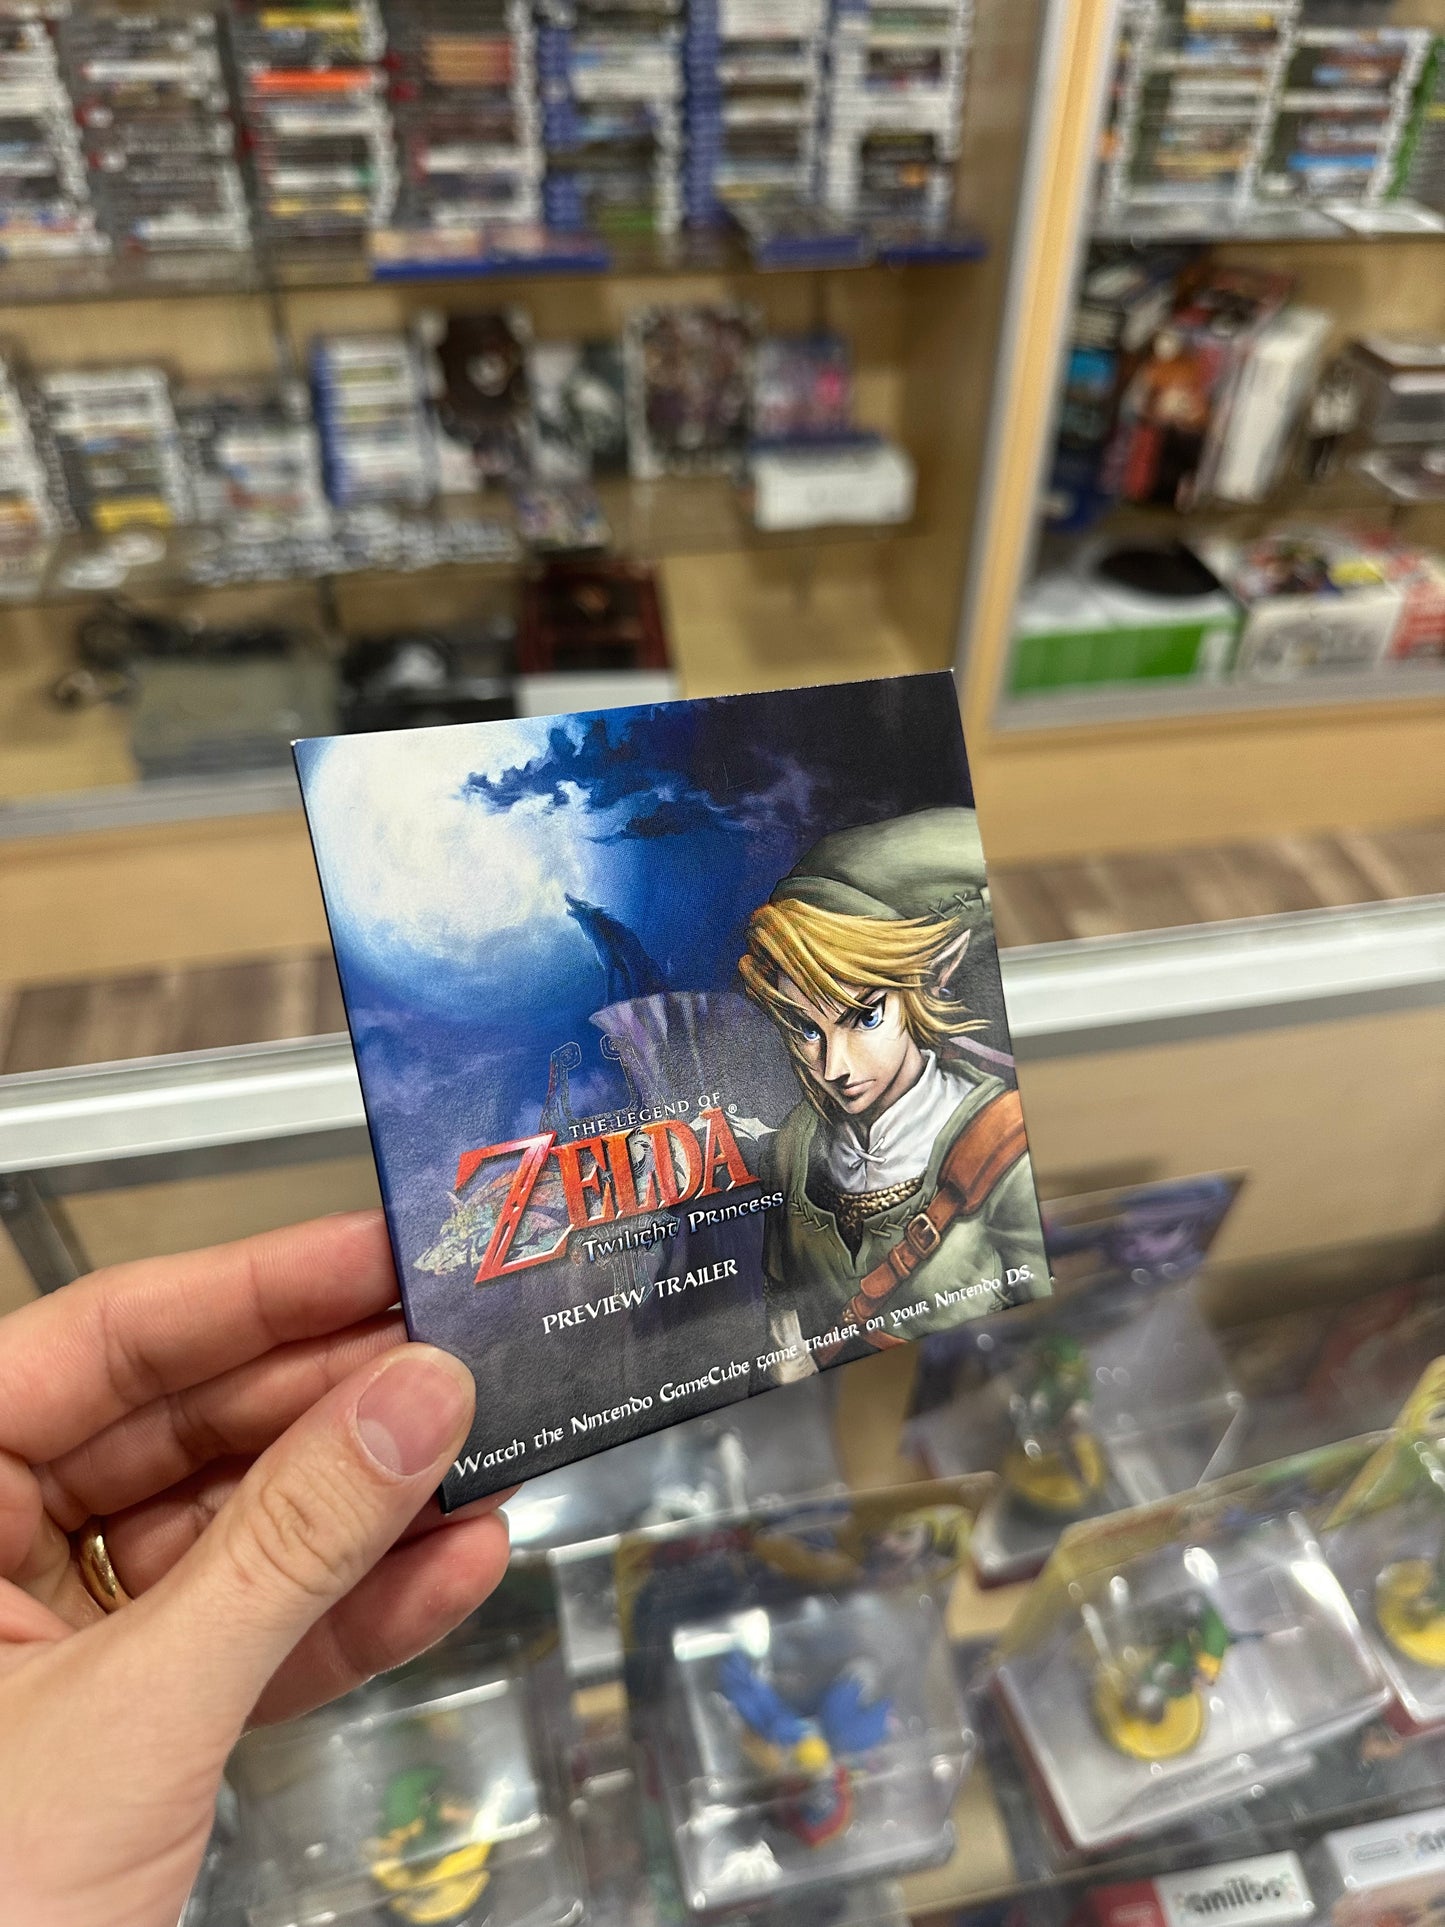 THE LEGEND OF
ZELDA®
TWILIGHT PRINCESS
PREVIEW TRAILER
Watch the Nintendo GameCube game trailer on your Nintendo DS.
amiibo